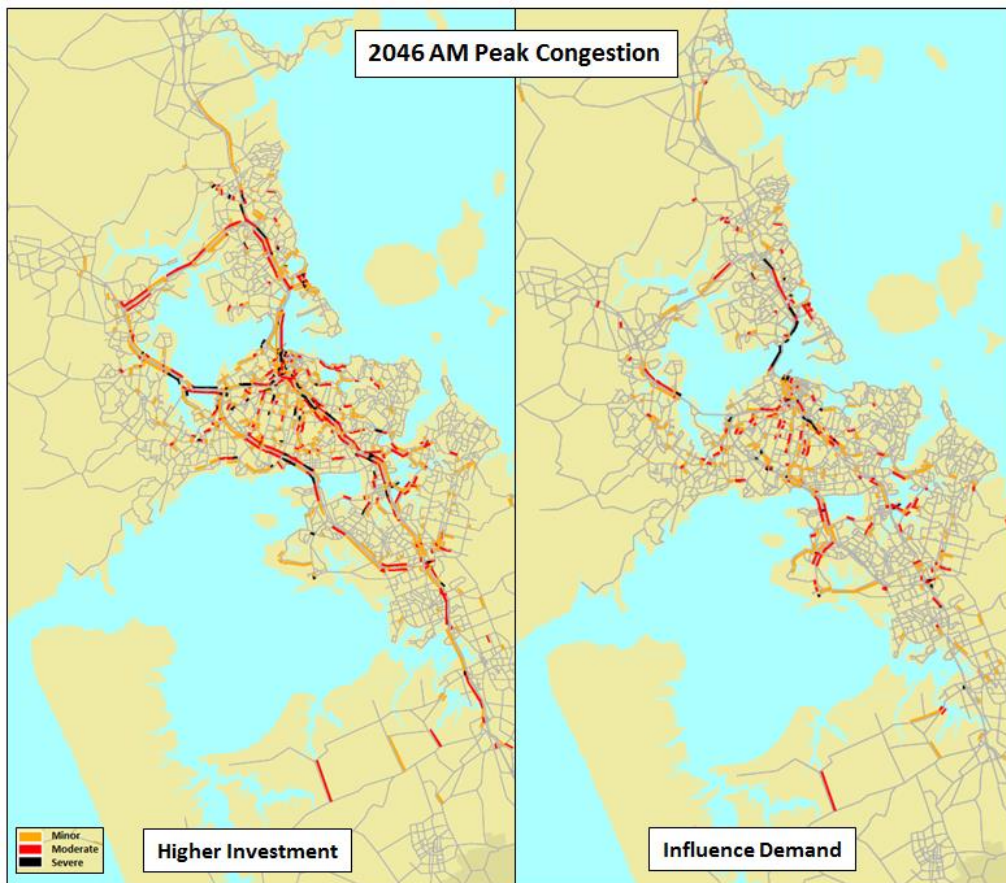 2046 AM Peak Congestion
Minor
Moderate
Severe
Higher Investment
Influence Demand